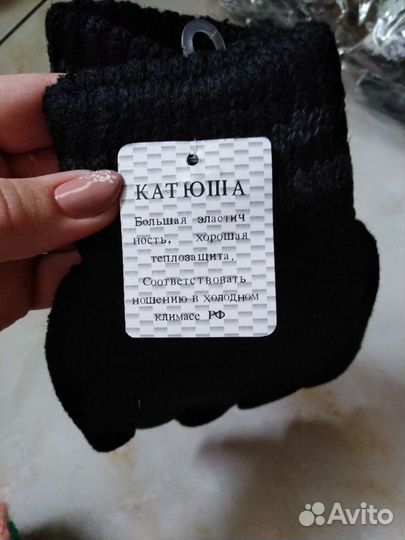 КАТЮША
Большая эластич
ность, хорошая
теплозащита.
Соответствовать
ношению в холодном
климасе РФ
Avito